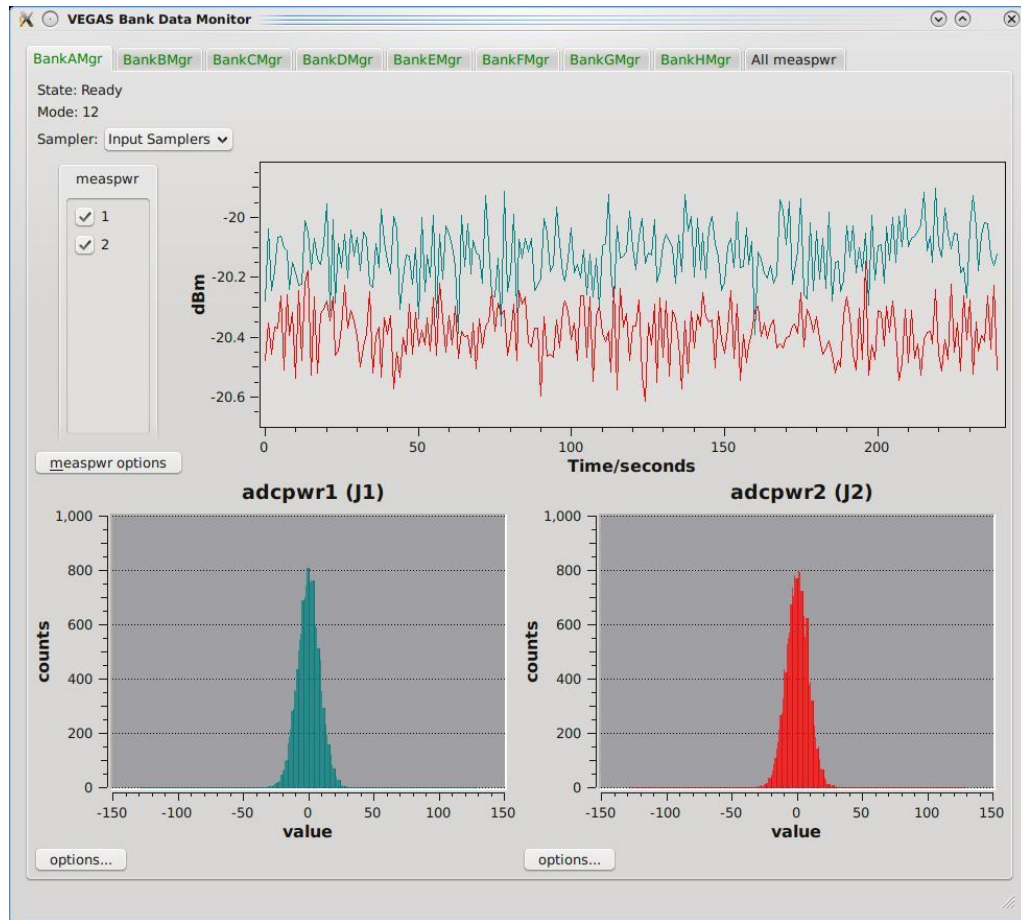 VEGAS Bank Data Monitor
BankAMgr BankBMgr BankCMgr BankDMgr BankEMgr BankFMgr BankGMgr BankHMgr All measpwr
State: Ready
Mode: 12
Sampler: Input Samplers
measpwr
1
2
measpwr options
dBm
-20
-20.2
-20.4
-20.6
0 50 100 150 200
Time/seconds
adcpwr1 (J1)
counts
1,000
800
600
400
200
0
-150 -100 -50 0 50 100 150
value
options...
adcpwr2 (J2)
counts
1,000
800
600
400
200
0
-150 -100 -50 0 50 100 150
value
options...